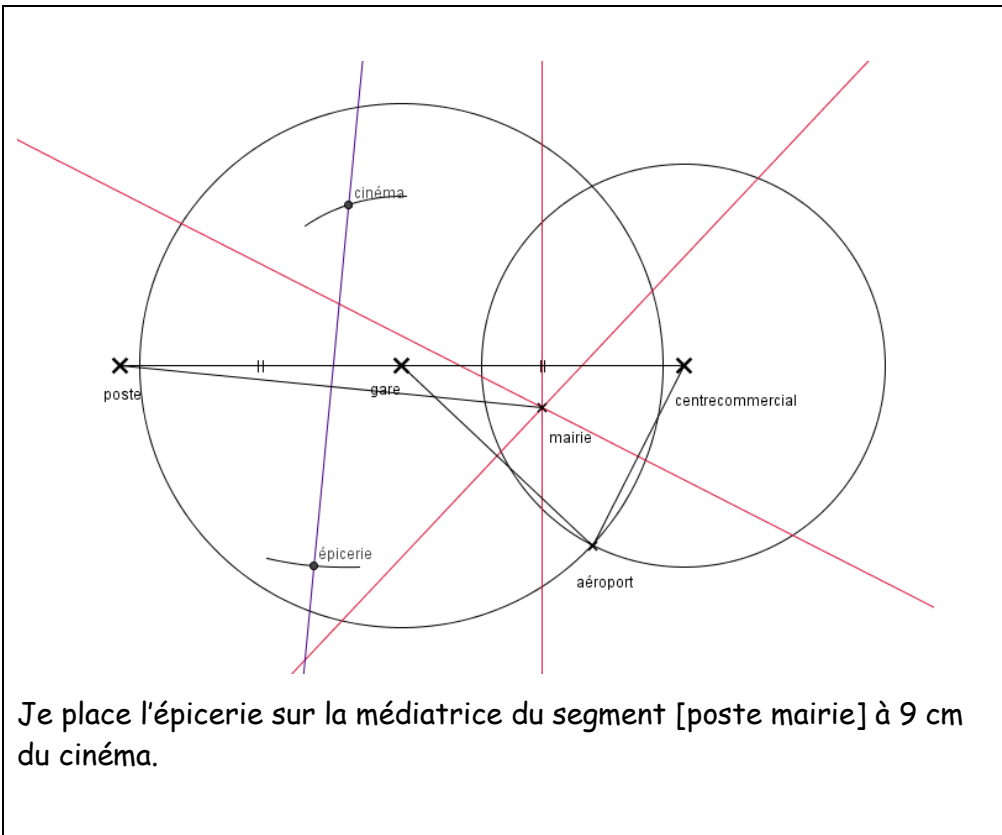 cinéma
poste
gare
centrecommercial
mairie
épicerie
aéroport
Je place l'épicerie sur la médiatrice du segment [poste mairie] à 9 cm
du cinéma.